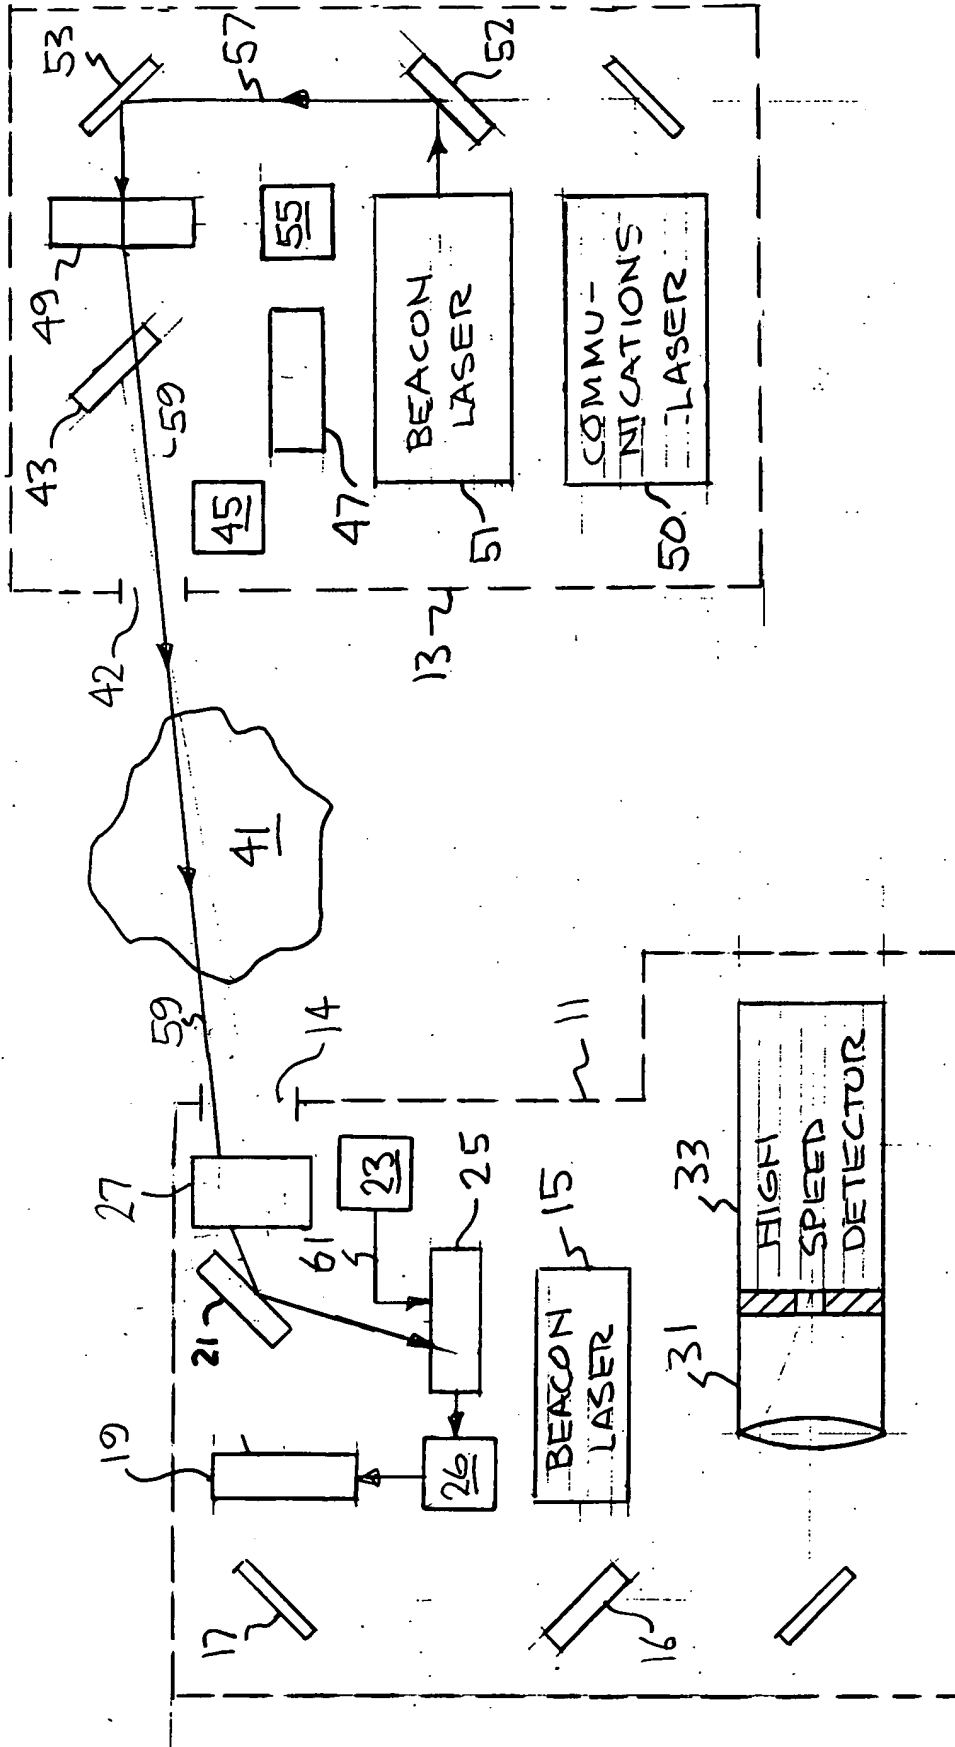 53
57
52
49
55
BEACON
LASER
COMMU-
NICATIONS
LASER
43
59
45
47
51
50
42
13
41
59
14
11
27
23
25
61
15
33
HIGH
SPEED
DETECTOR
21
19
26
BEACON
LASER
31
17
16